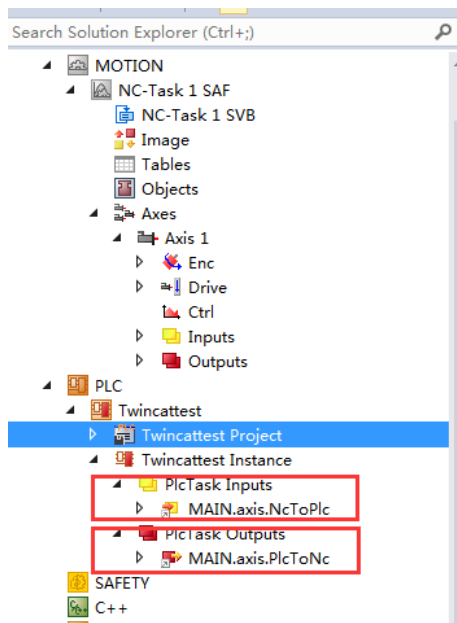 Search Solution Explorer (Ctrl+;)
MOTION
NC-Task 1 SAF
NC-Task 1 SVB
Image
Tables
Objects
Axes
Axis 1
Enc
Drive
Ctrl
Inputs
Outputs
PLC
Twincattest
Twincattest Project
Twincattest Instance
PlcTask Inputs
MAIN.axis.NcToPlc
PlcTask Outputs
MAIN.axis.PlcToNc
SAFETY
C++